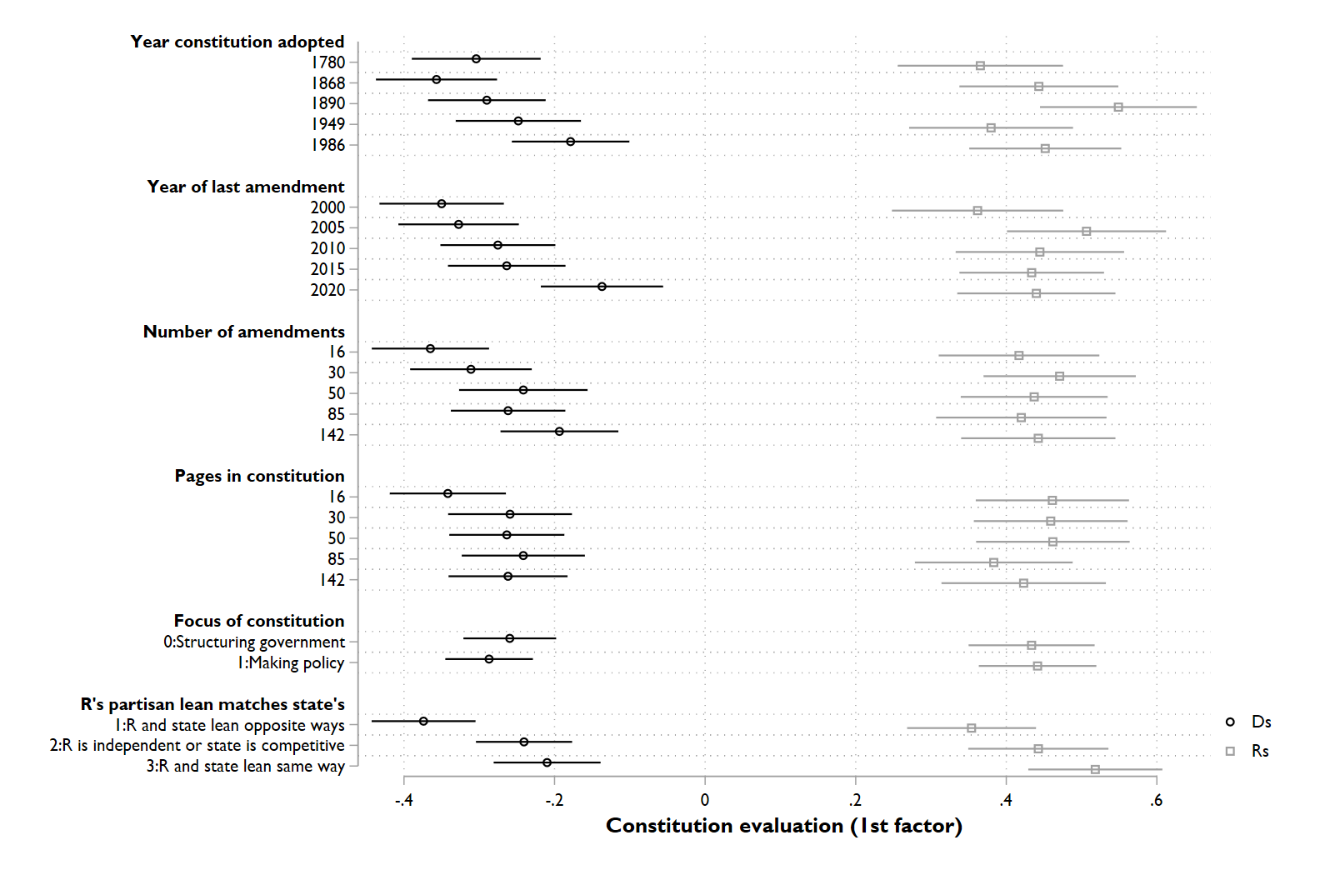 Year constitution adopted
1780
1868
1890
1949
1986
Year of last amendment
2000
2005
2010
2015
2020
Number of amendments
16
30
50
85
142
Pages in constitution
16
30
50
85
142
Focus of constitution
0:Structuring government
1:Making policy
R's partisan lean matches state's
1:R and state lean opposite ways
2:R is independent or state is competitive
3:R and state lean same way
Ds
Rs
-.4 -.2 0 .2 .4 .6
Constitution evaluation (1st factor)